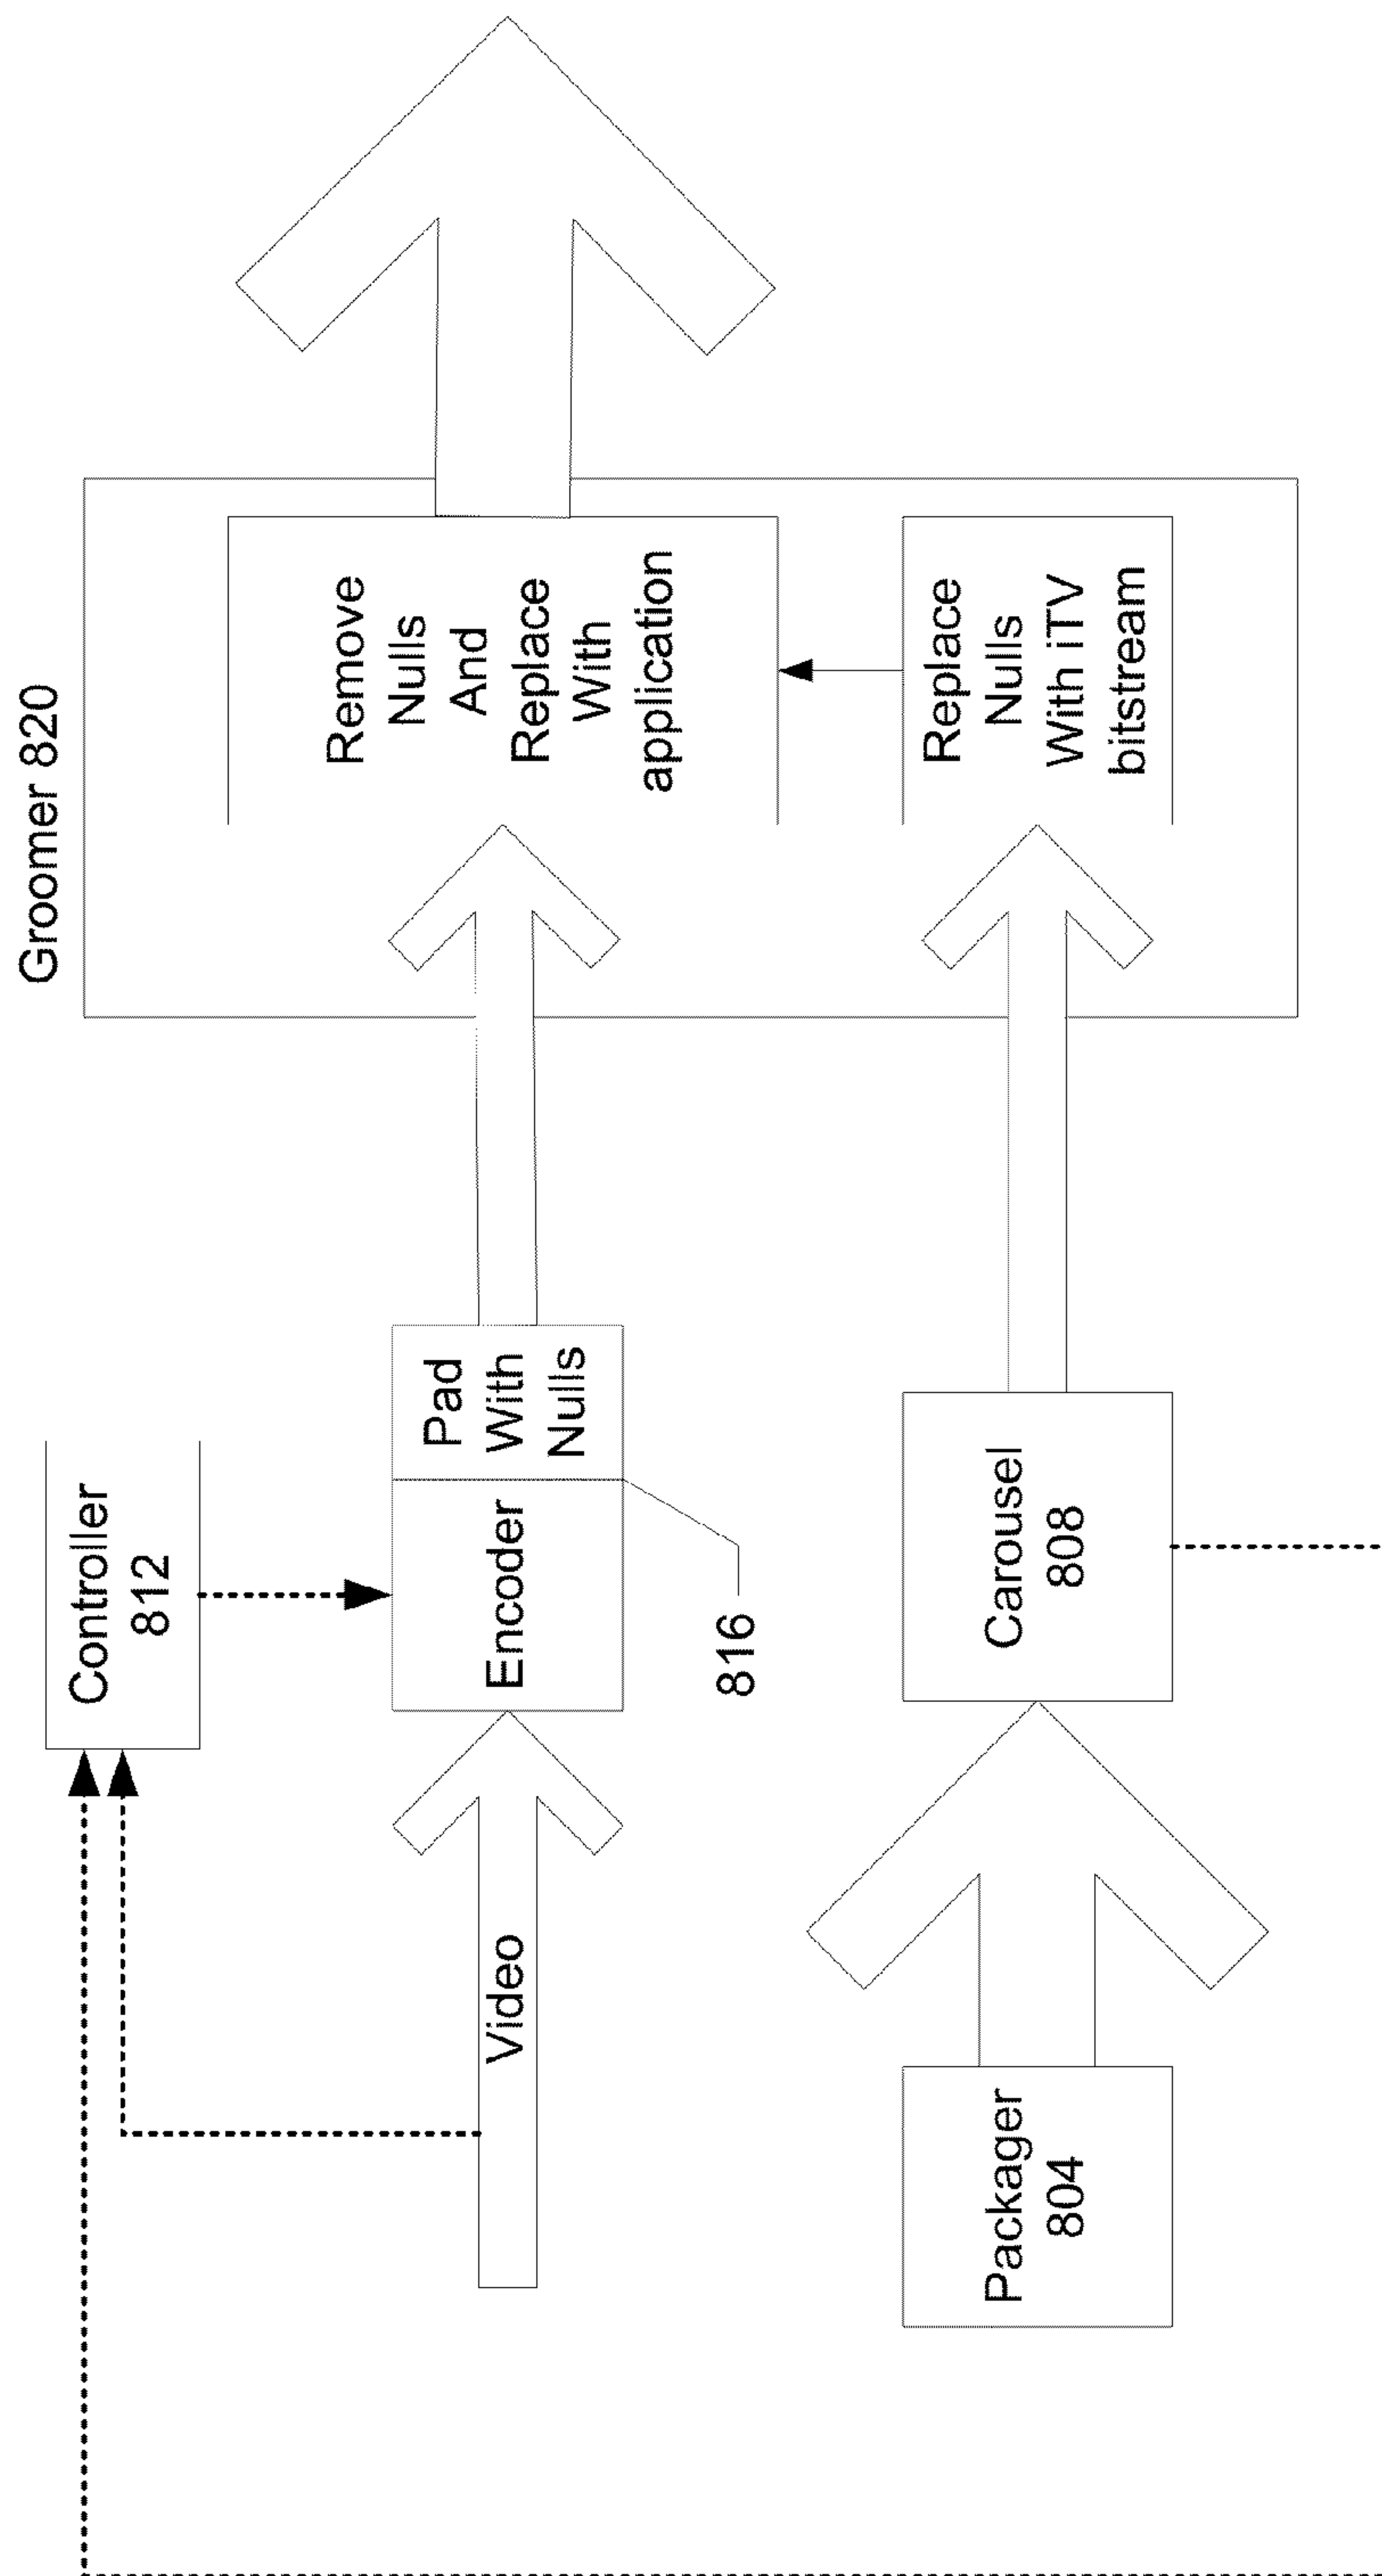 Groomer 820
Controller
812
Video
Encoder
Pad
With
Nulls
816
Remove
Nulls
And
Replace
With
application
Packager
804
Carousel
808
Replace
Nulls
With iTV
bitstream